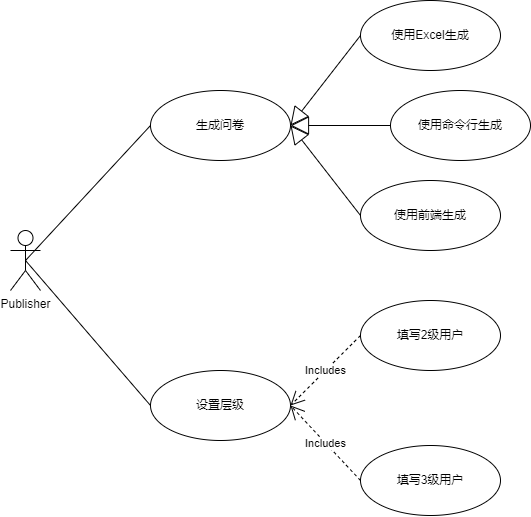 使用Excel生成
生成问卷
使用命令行生成
使用前端生成
Publisher
填写2级用户
Includes
设置层级
Includes
填写3级用户